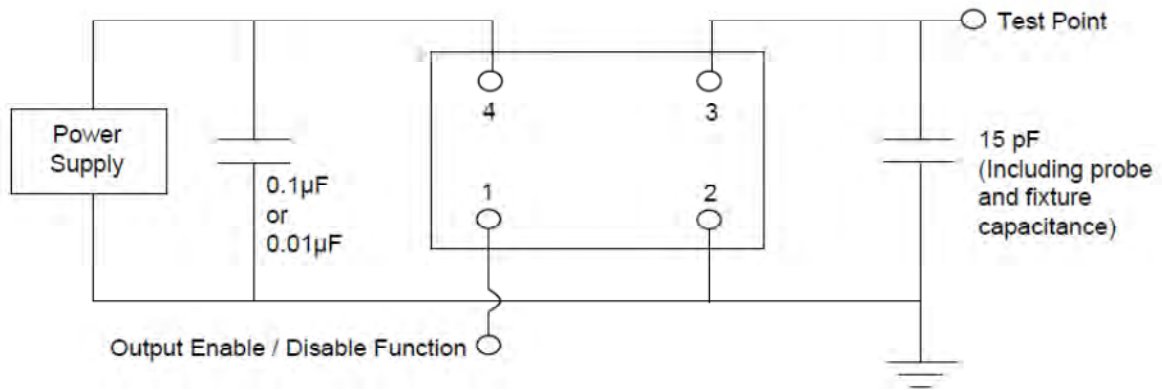 Test Point
4
3
Power
Supply
15 pF
(Including probe
and fixture
capacitance)
0.1µF
or
0.01µF
1
2
Output Enable / Disable Function